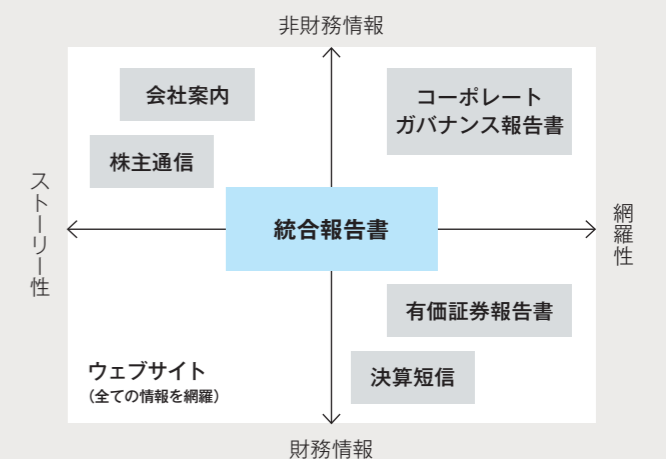 非財務情報
会社案内
コーポレート
ガバナンス報告書
株主通信
ストーリー性
統合報告書
網羅性
有価証券報告書
ウェブサイト
（全ての情報を網羅）
決算短信
財務情報